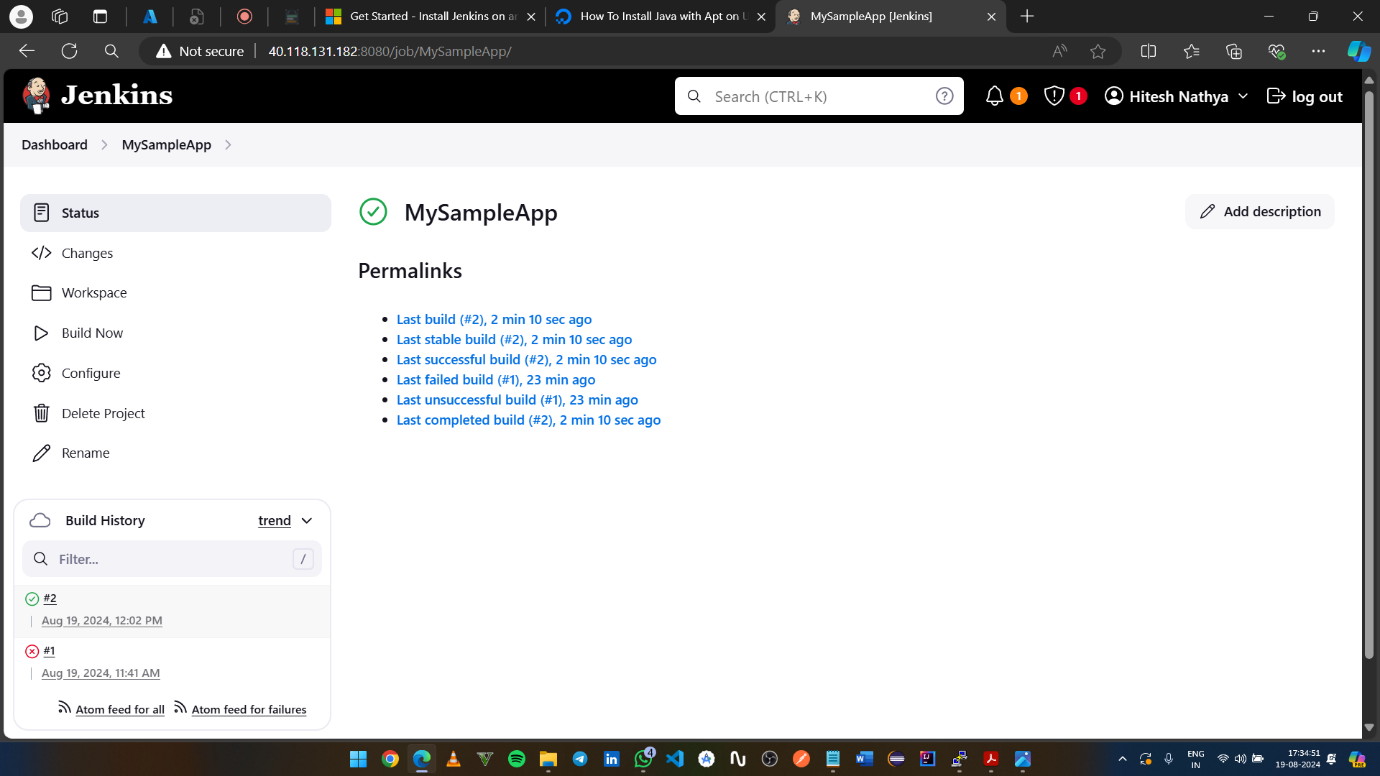 Get Started - Install Jenkins on an
How To Install Java with Apt on U
MySampleApp [Jenkins]
Not secure
40.118.131.182:8080/job/MySampleApp/
Jenkins
Search (CTRL+K)
1
1
Hitesh Nathya
log out
Dashboard
MySampleApp
Status
Changes
Workspace
Build Now
Configure
Delete Project
Rename
MySampleApp
Add description
Permalinks
Last build (#2), 2 min 10 sec ago
Last stable build (#2), 2 min 10 sec ago
Last successful build (#2), 2 min 10 sec ago
Last failed build (#1), 23 min ago
Last unsuccessful build (#1), 23 min ago
Last completed build (#2), 2 min 10 sec ago
Build History
trend
Filter...
/
#2
Aug 19, 2024, 12:02 PM
#1
Aug 19, 2024, 11:41 AM
Atom feed for all
Atom feed for failures
4
ENG
IN
17:34:51
19-08-2024